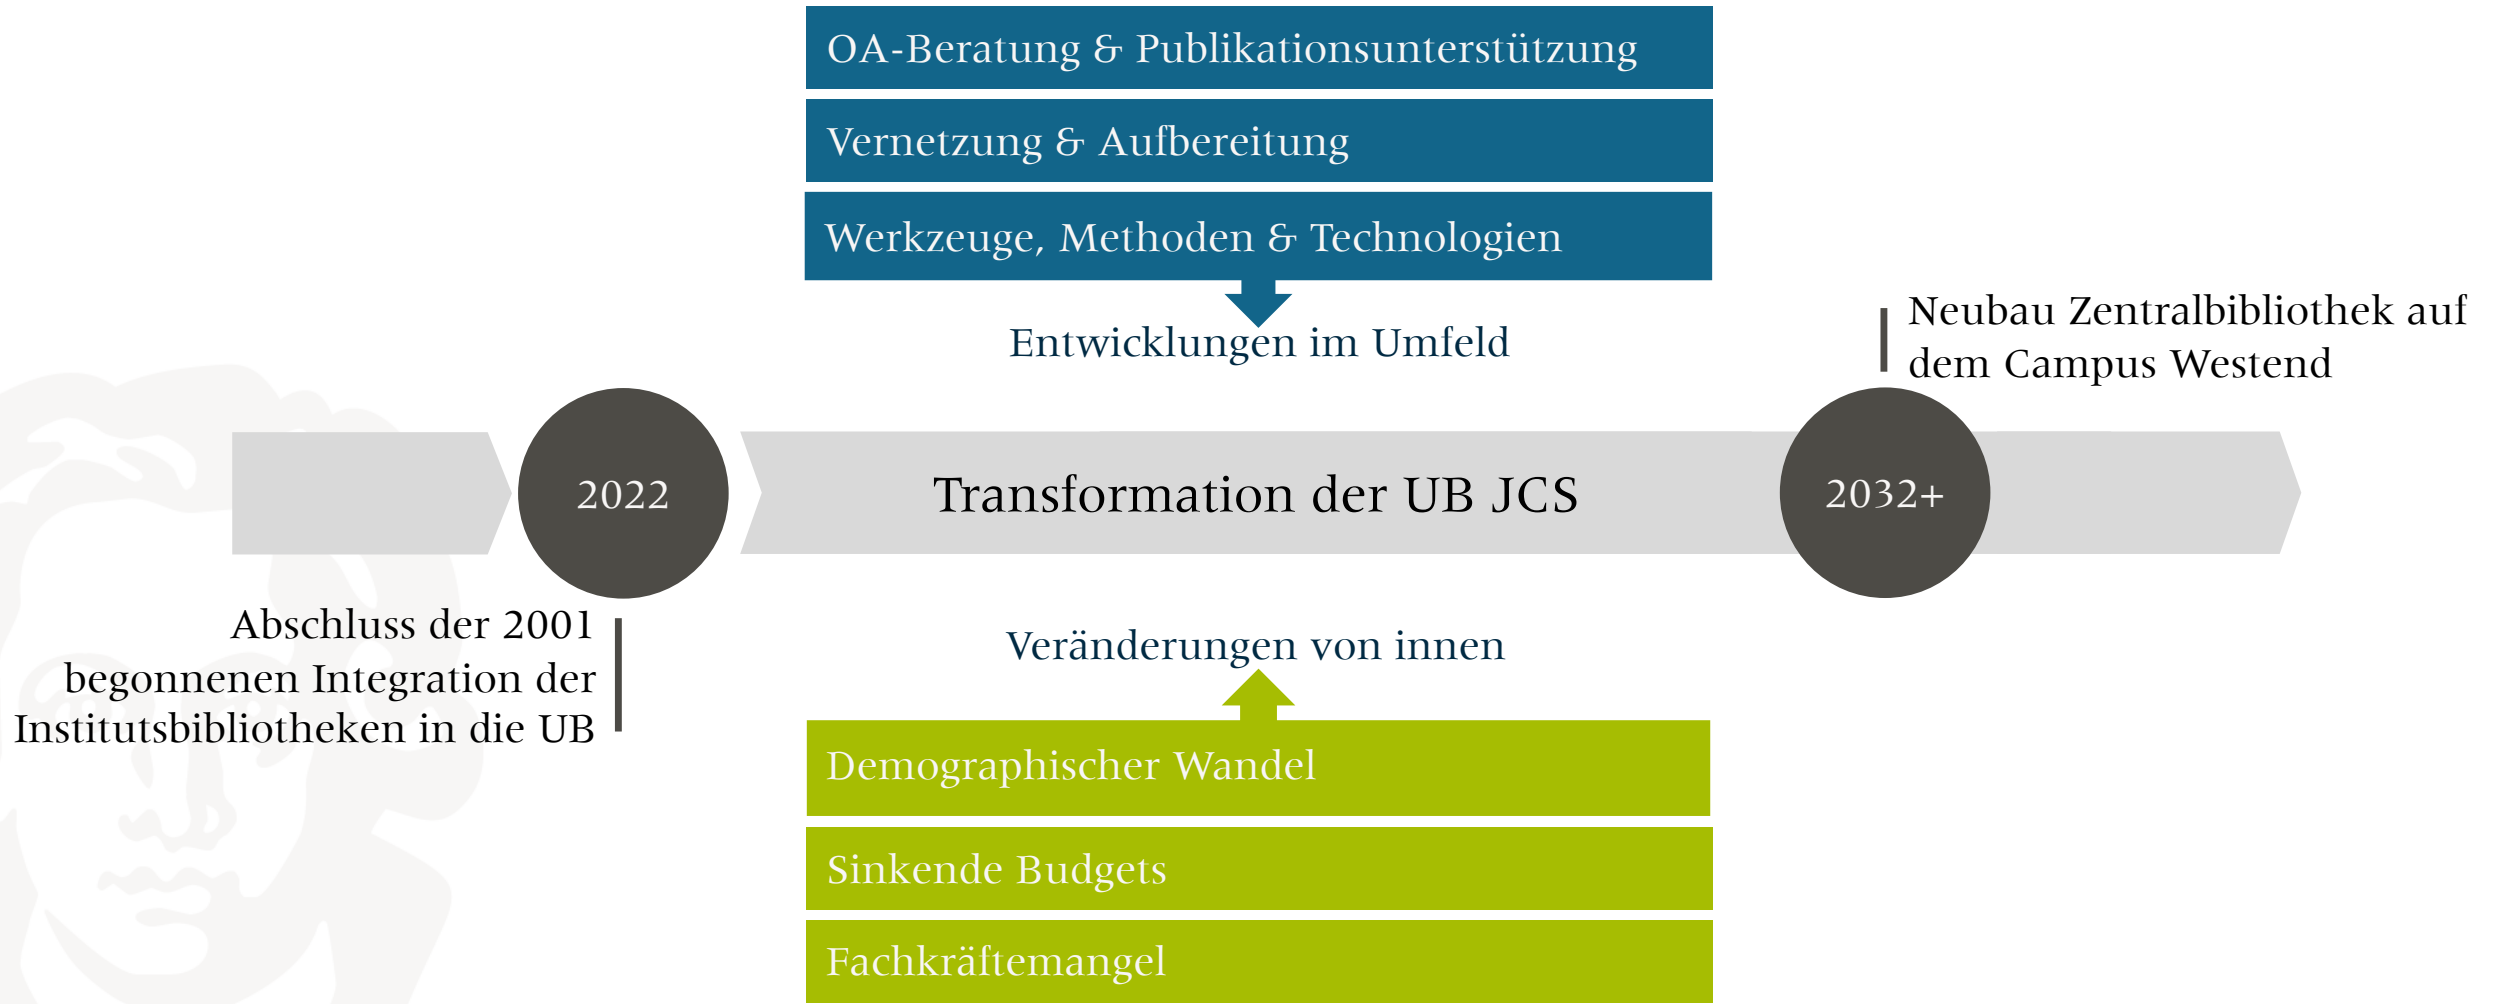 OA-Beratung & Publikationsunterstützung
Vernetzung & Aufbereitung
Werkzeuge, Methoden & Technologien
Entwicklungen im Umfeld
Neubau Zentralbibliothek auf
dem Campus Westend
2022
Transformation der UB JCS
2032+
Abschluss der 2001
begonnenen Integration der
Institutsbibliotheken in die UB
Veränderungen von innen
Demographischer Wandel
Sinkende Budgets
Fachkräftemangel